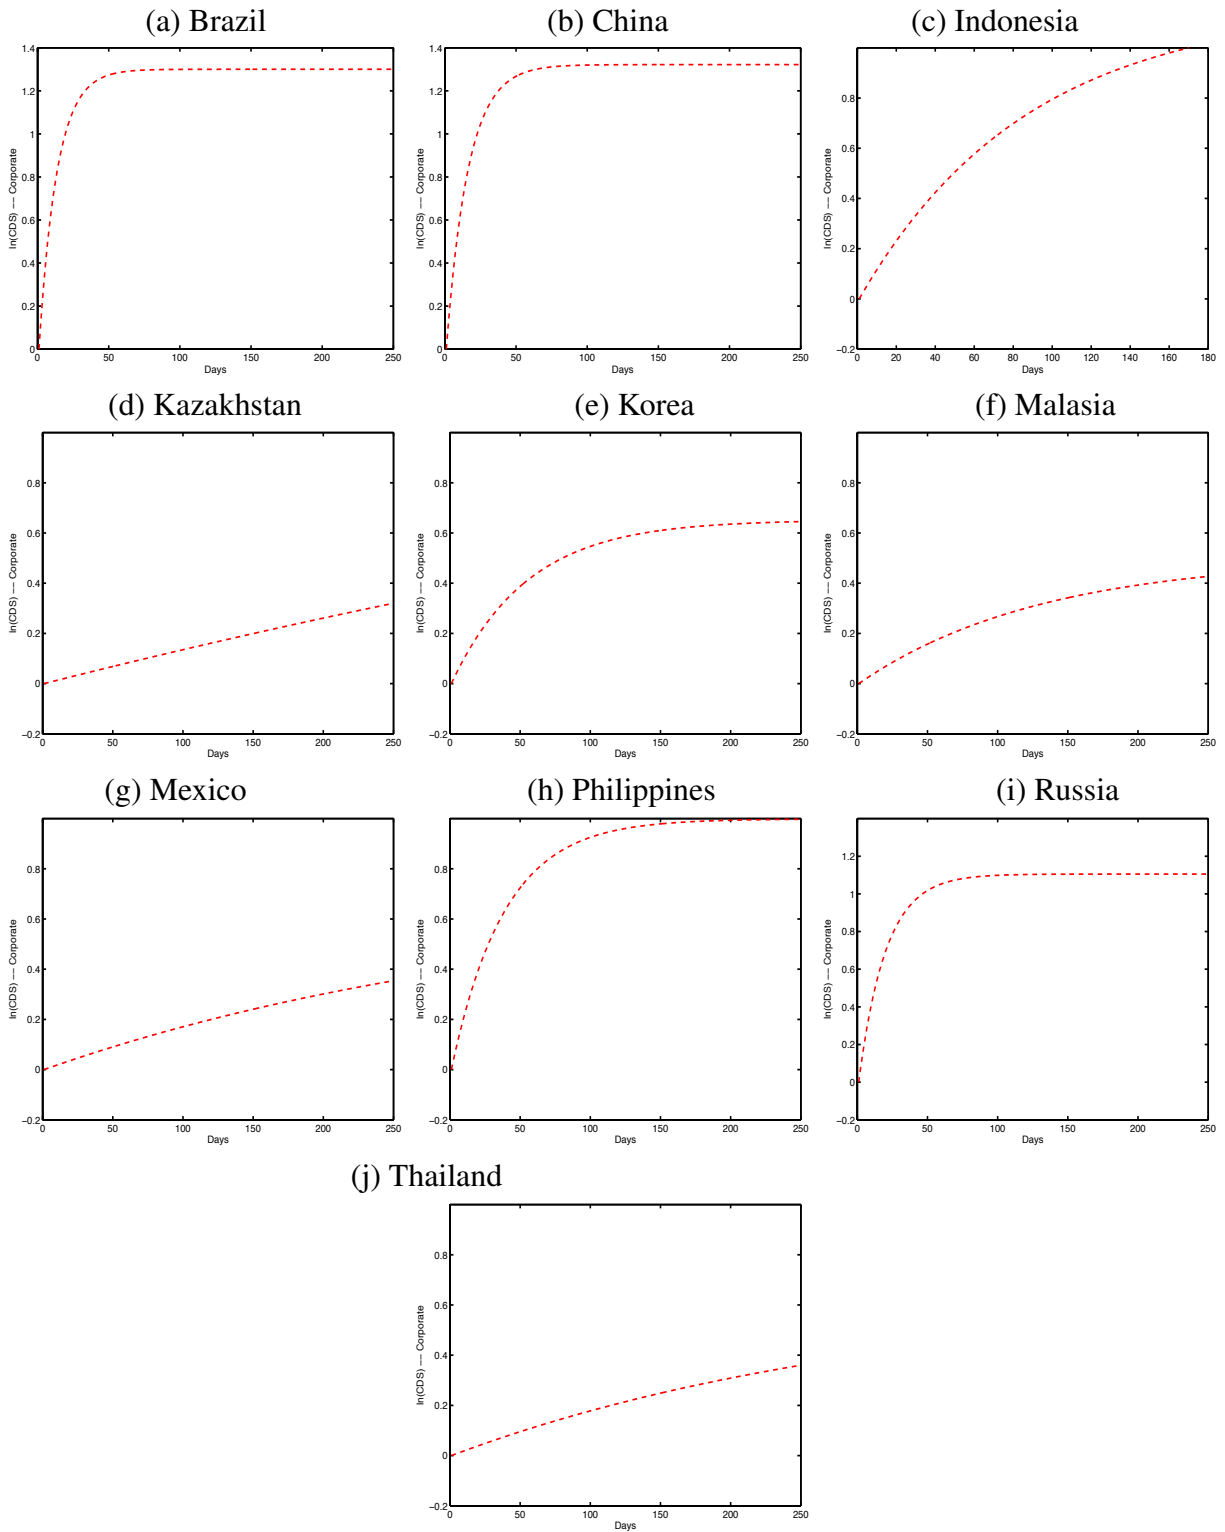 (a) Brazil
(b) China
(c) Indonesia
ln(CDS) −− Corporate
1.4
1.2
1
0.8
0.6
0.4
0.2
0
0 50 100 150 200 250
Days
ln(CDS) −− Corporate
1.4
1.2
1
0.8
0.6
0.4
0.2
0
0 50 100 150 200 250
Days
ln(CDS) −− Corporate
0.8
0.6
0.4
0.2
0
−0.2
0 20 40 60 80 100 120 140 160 180
Days
(d) Kazakhstan
(e) Korea
(f) Malasia
ln(CDS) −− Corporate
0.8
0.6
0.4
0.2
0
−0.2
0 50 100 150 200 250
Days
ln(CDS) −− Corporate
0.8
0.6
0.4
0.2
0
−0.2
0 50 100 150 200 250
Days
ln(CDS) −− Corporate
0.8
0.6
0.4
0.2
0
−0.2
0 50 100 150 200 250
Days
(g) Mexico
(h) Philippines
(i) Russia
ln(CDS) −− Corporate
0.8
0.6
0.4
0.2
0
−0.2
0 50 100 150 200 250
Days
ln(CDS) −− Corporate
0.8
0.6
0.4
0.2
0
−0.2
0 50 100 150 200 250
Days
ln(CDS) −− Corporate
1.2
1
0.8
0.6
0.4
0.2
0
−0.2
0 50 100 150 200 250
Days
(j) Thailand
ln(CDS) −− Corporate
0.8
0.6
0.4
0.2
0
−0.2
0 50 100 150 200 250
Days